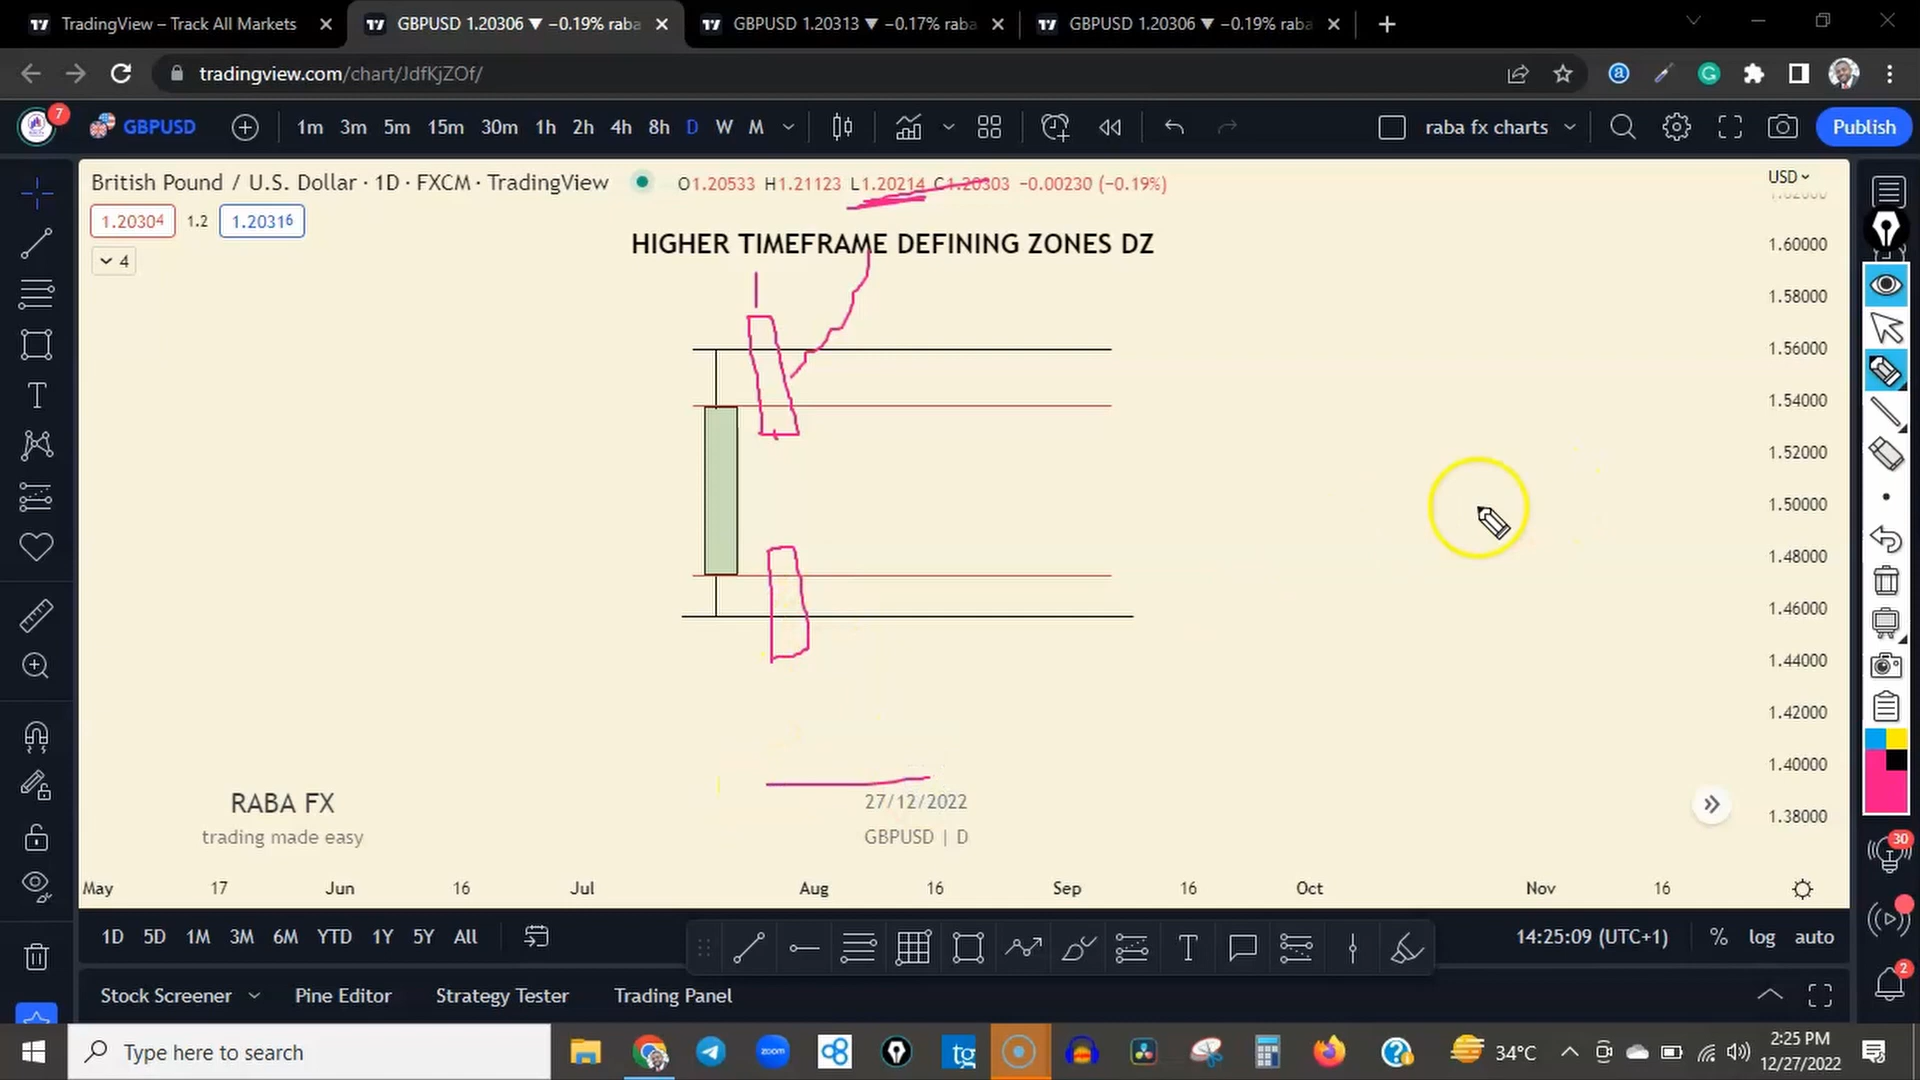 TradingView – Track All Markets
GBPUSD 1.20306 ▼ −0.19% raba
GBPUSD 1.20313 ▼ −0.17% raba
GBPUSD 1.20306 ▼ −0.19% raba
tradingview.com/chart/JdfKjZOf/
7
GBPUSD
1m 3m 5m 15m 30m 1h 2h 4h 8h D W M
raba fx charts
Publish
British Pound / U.S. Dollar · 1D · FXCM · TradingView
O1.20533 H1.21123 L1.20214 C1.20303 −0.00230 (−0.19%)
USD
1.20304 1.2 1.20316
4
HIGHER TIMEFRAME DEFINING ZONES DZ
1.60000
1.58000
1.56000
1.54000
1.52000
1.50000
1.48000
1.46000
1.44000
1.42000
1.40000
1.38000
RABA FX
trading made easy
27/12/2022
GBPUSD | D
May 17 Jun 16 Jul Aug 16 Sep 16 Oct Nov 16
30
1D 5D 1M 3M 6M YTD 1Y 5Y All
14:25:09 (UTC+1) % log auto
2
Stock Screener Pine Editor Strategy Tester Trading Panel
Type here to search
zoom
tg
34°C
2:25 PM
12/27/2022